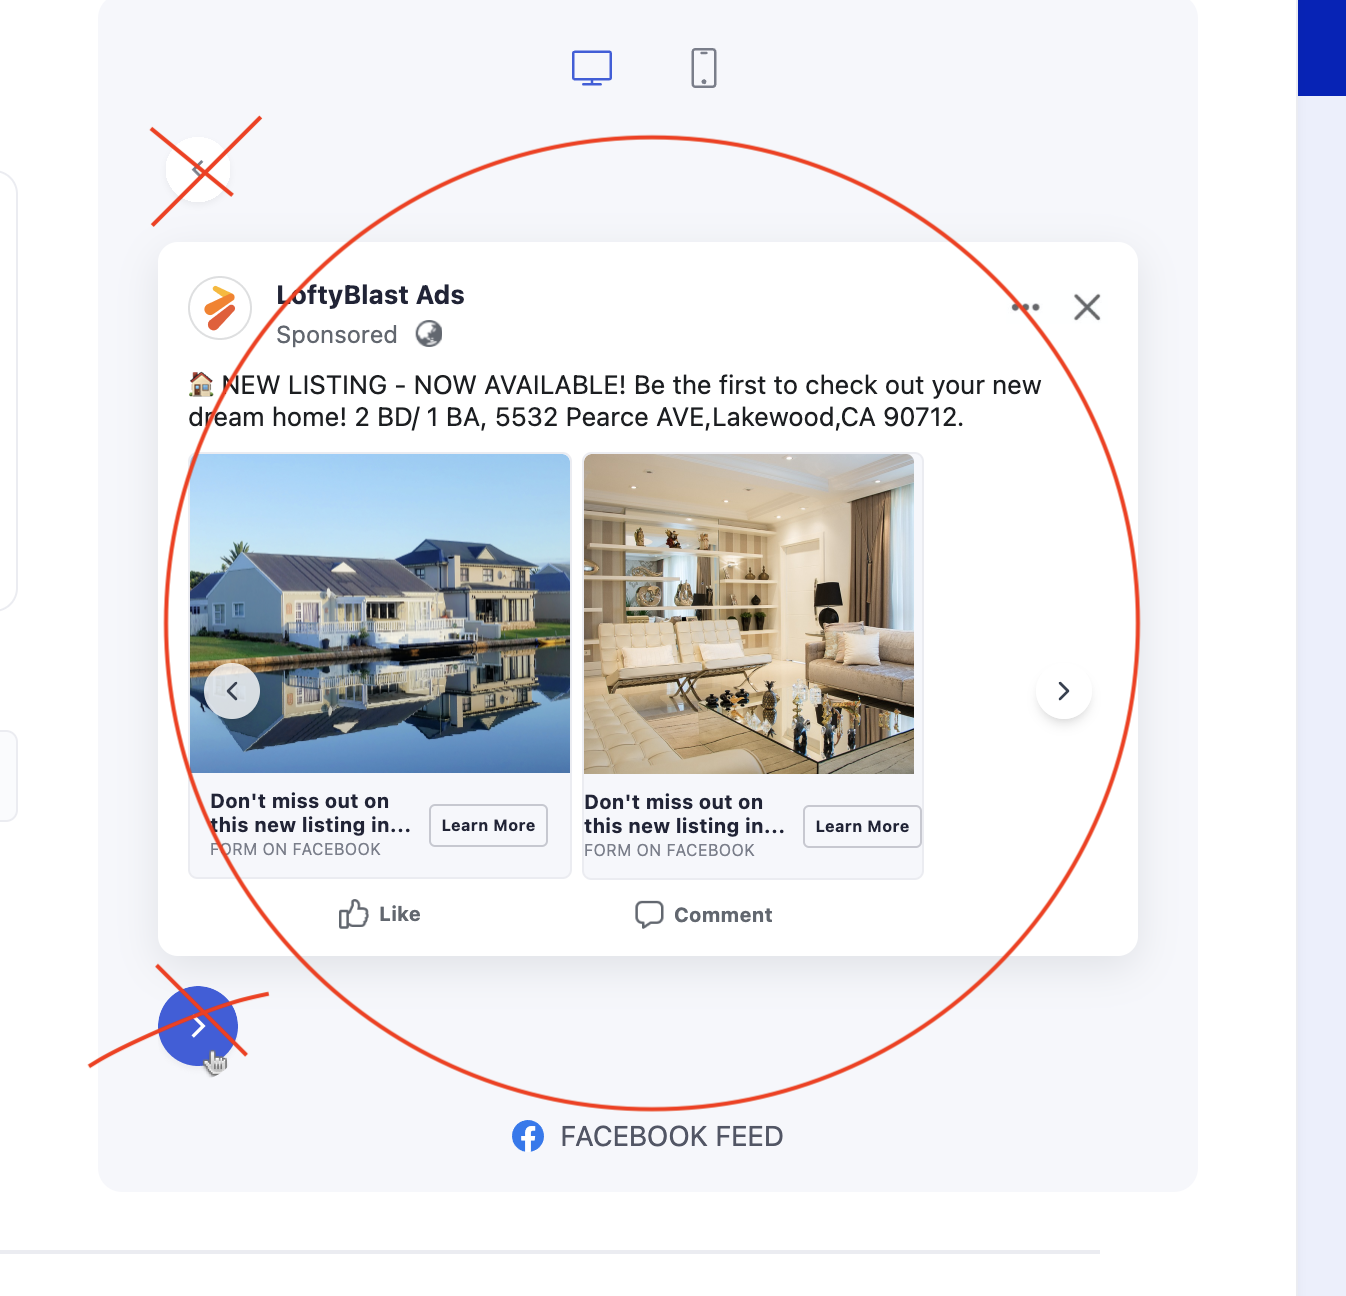 LoftyBlast Ads
Sponsored
🏠 NEW LISTING - NOW AVAILABLE! Be the first to check out your new
dream home! 2 BD/ 1 BA, 5532 Pearce AVE,Lakewood,CA 90712.
Don't miss out on
this new listing in...
FORM ON FACEBOOK
Learn More
Don't miss out on
this new listing in...
FORM ON FACEBOOK
Learn More
Like
Comment
FACEBOOK FEED